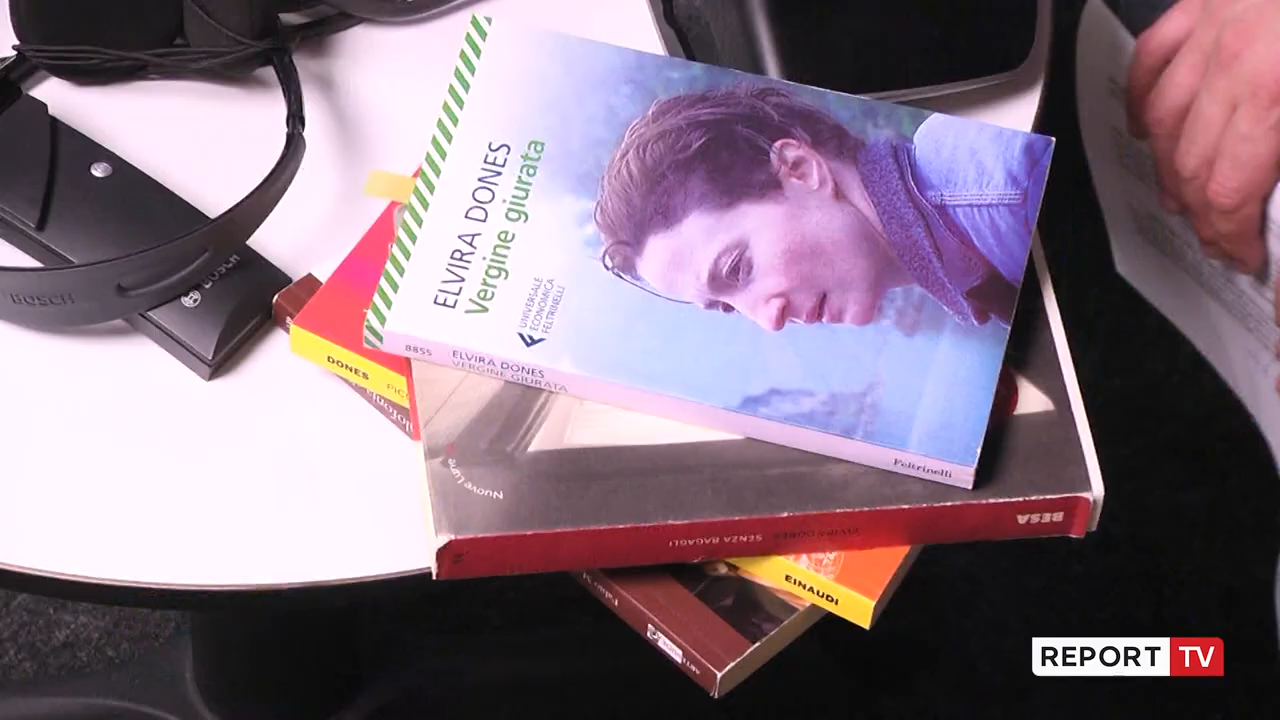 ELVIRA DONES
Vergine giurata
UNIVERSALE
ECONOMICA
FELTRINELLI
8855
ELVIRA DONES
VERGINE GIURATA
Feltrinelli
DONES
Nuove Lune
BESA
ELVIRA DONES
SENZA BAGAGLI
EINAUDI
BOSCH
BOSCH
REPORT TV